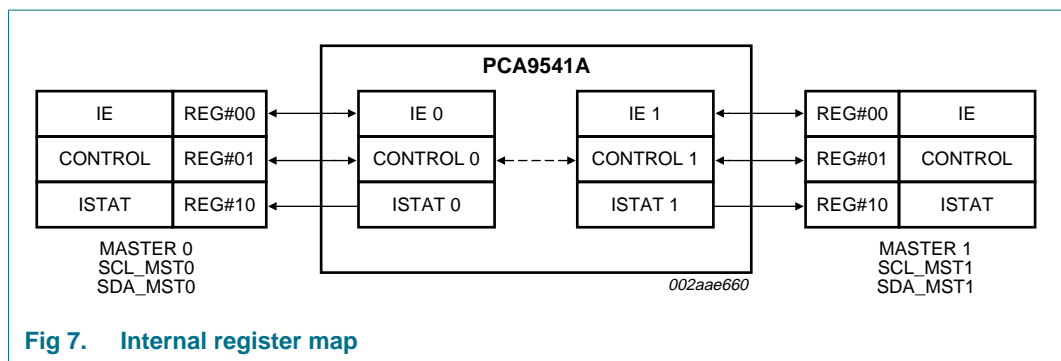 PCA9541A
IE REG#00 IE 0 IE 1 REG#00 IE
CONTROL REG#01 CONTROL 0 CONTROL 1 REG#01 CONTROL
ISTAT REG#10 ISTAT 0 ISTAT 1 REG#10 ISTAT
MASTER 0 MASTER 1
SCL_MST0 SCL_MST1
SDA_MST0 002aae660 SDA_MST1
Fig 7. Internal register map